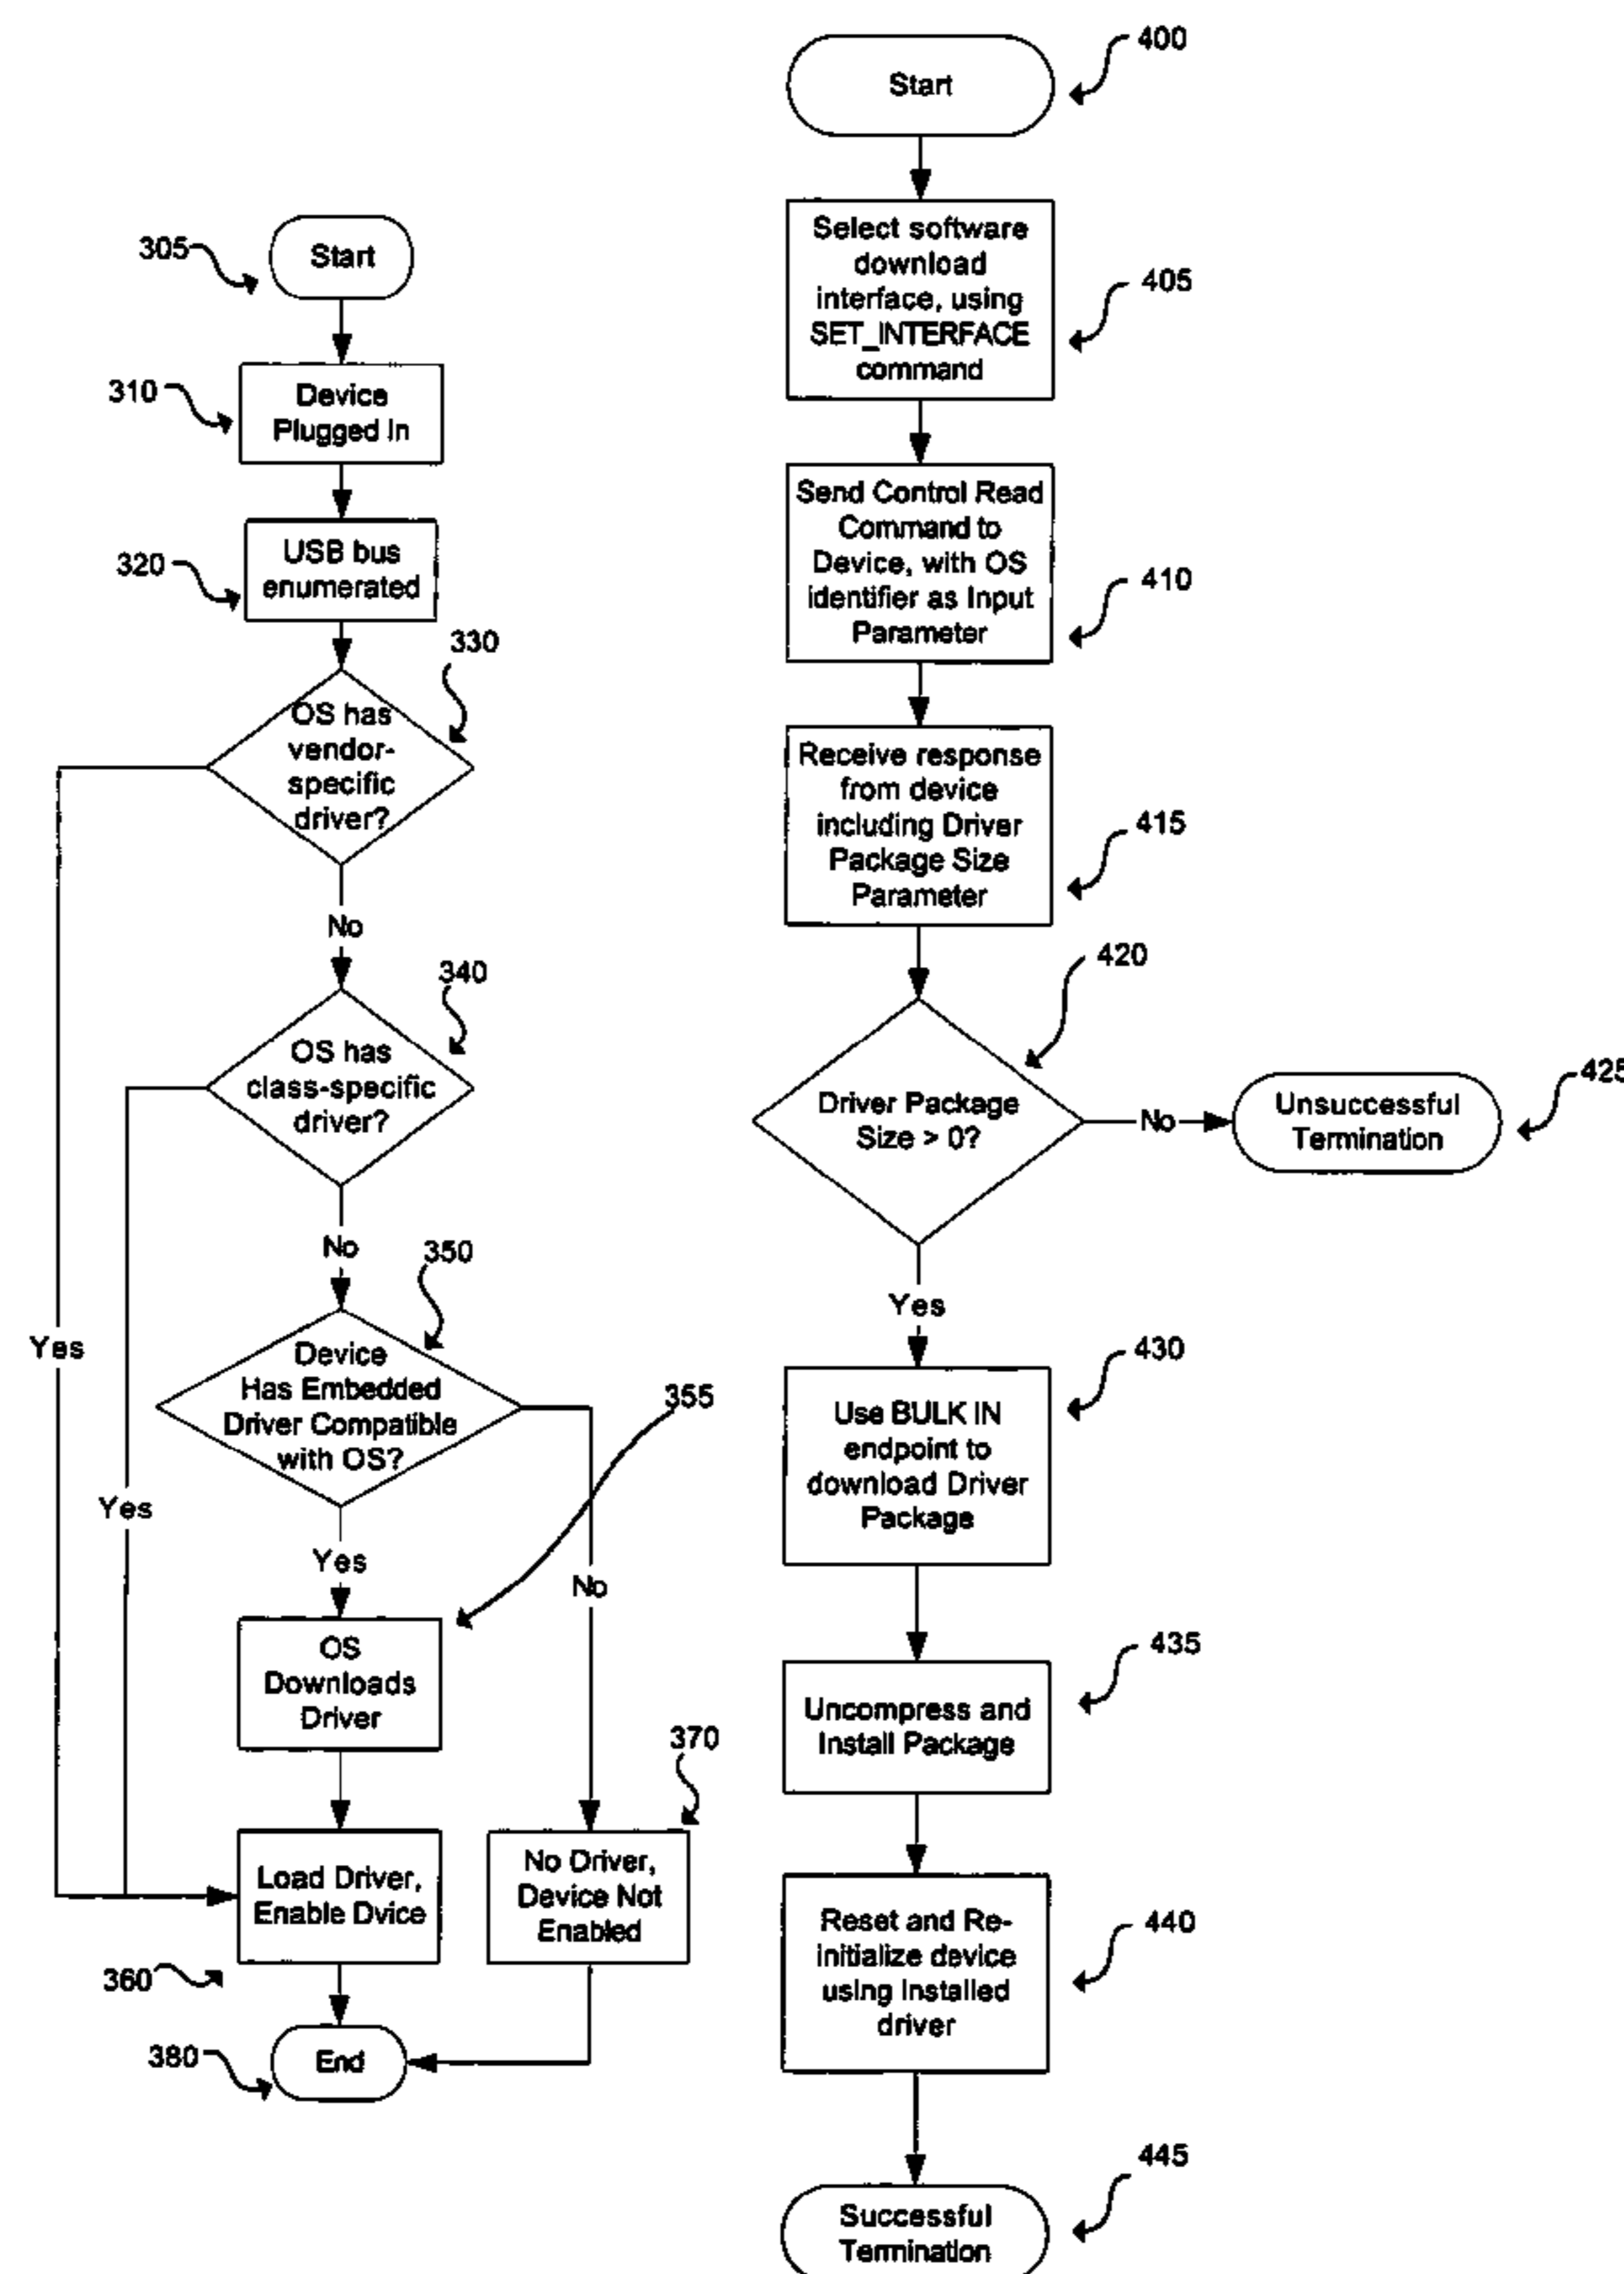 305
Start
310
Device
Plugged In
320
USB bus
enumerated
330
OS has
vendor-
specific
driver?
No
340
OS has
class-specific
driver?
No
350
Device
Has Embedded
Driver Compatible
with OS?
Yes
Yes
Yes
No
355
OS
Downloads
Driver
370
Load Driver,
Enable Dvice
No Driver,
Device Not
Enabled
360
380
End
400
Start
Select software
download
interface, using
SET_INTERFACE
command
405
Send Control Read
Command to
Device, with OS
identifier as Input
Parameter
410
Receive response
from device
including Driver
Package Size
Parameter
415
420
Driver Package
Size > 0?
No
Unsuccessful
Termination
425
Yes
430
Use BULK IN
endpoint to
download Driver
Package
435
Uncompress and
Install Package
Reset and Re-
initialize device
using installed
driver
440
445
Successful
Termination